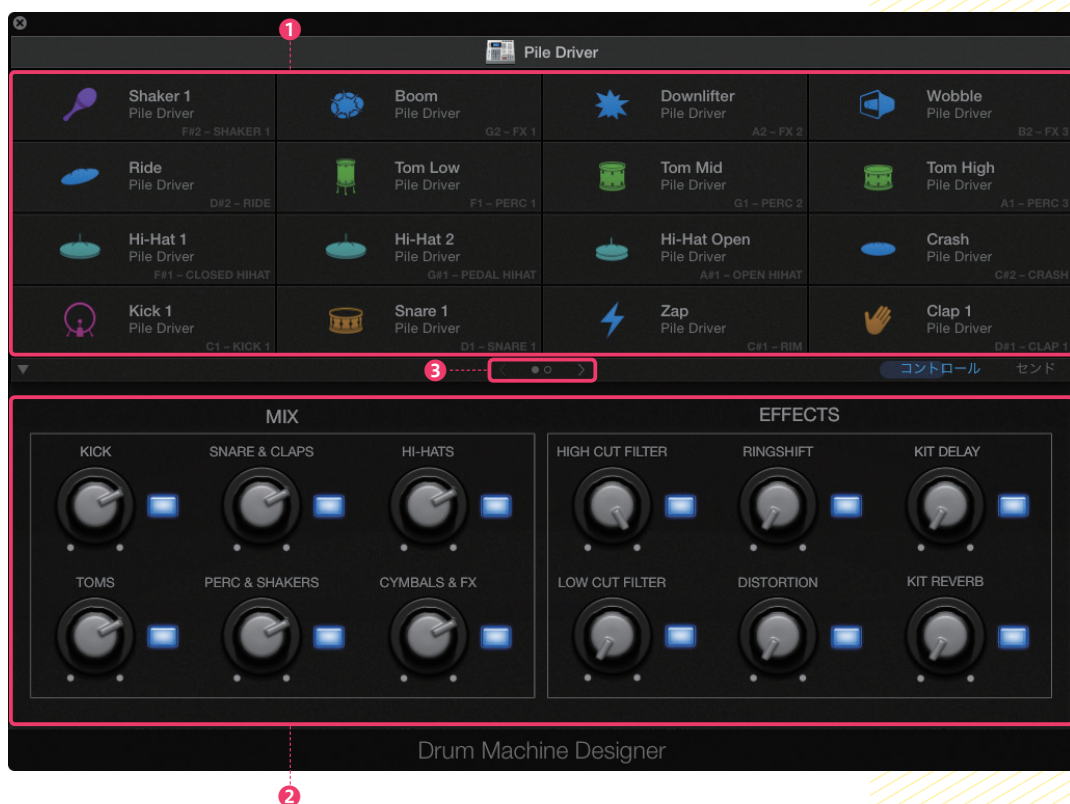 1
Pile Driver
Shaker 1
Pile Driver
F#2 – SHAKER 1
Boom
Pile Driver
G2 – FX 1
Downlifter
Pile Driver
A2 – FX 2
Wobble
Pile Driver
B2 – FX 3
Ride
Pile Driver
D#2 – RIDE
Tom Low
Pile Driver
F1 – PERC 1
Tom Mid
Pile Driver
G1 – PERC 2
Tom High
Pile Driver
A1 – PERC 3
Hi-Hat 1
Pile Driver
F#1 – CLOSED HIHAT
Hi-Hat 2
Pile Driver
G#1 – PEDAL HIHAT
Hi-Hat Open
Pile Driver
A#1 – OPEN HIHAT
Crash
Pile Driver
C#2 – CRASH
Kick 1
Pile Driver
C1 – KICK 1
Snare 1
Pile Driver
D1 – SNARE 1
Zap
Pile Driver
C#1 – RIM
Clap 1
Pile Driver
D#1 – CLAP 1
3
コントロール
センド
MIX
KICK
SNARE & CLAPS
HI-HATS
TOMS
PERC & SHAKERS
CYMBALS & FX
EFFECTS
HIGH CUT FILTER
RINGSHIFT
KIT DELAY
LOW CUT FILTER
DISTORTION
KIT REVERB
Drum Machine Designer
2